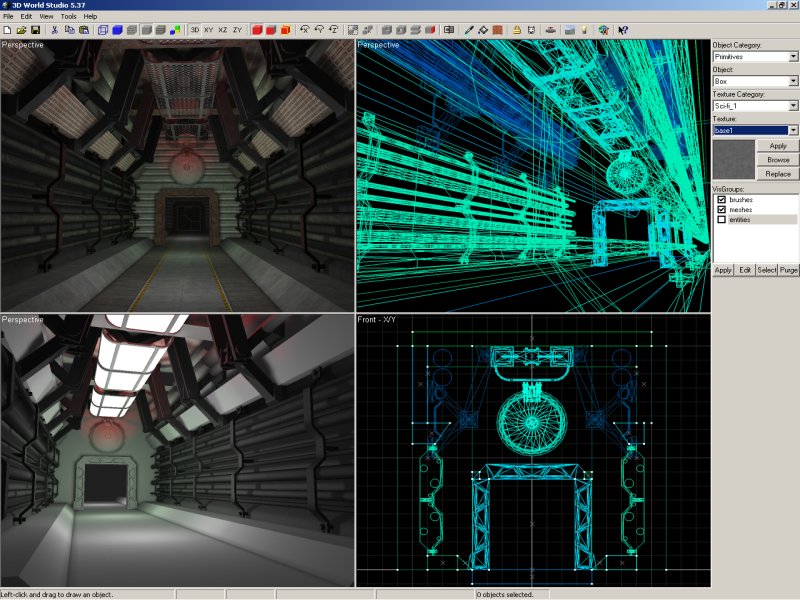 3D World Studio 5.37
File Edit View Tools Help
3D XY XZ ZY
Perspective
Perspective
Object Category:
Primitives
Object:
Box
Texture Category:
Sci-fi_1
Texture:
base1
Apply
Browse
Replace
VisGroups:
brushes
meshes
entities
Apply Edit Select Purge
Perspective
Front - X/Y
Left-click and drag to draw an object.
0 objects selected.